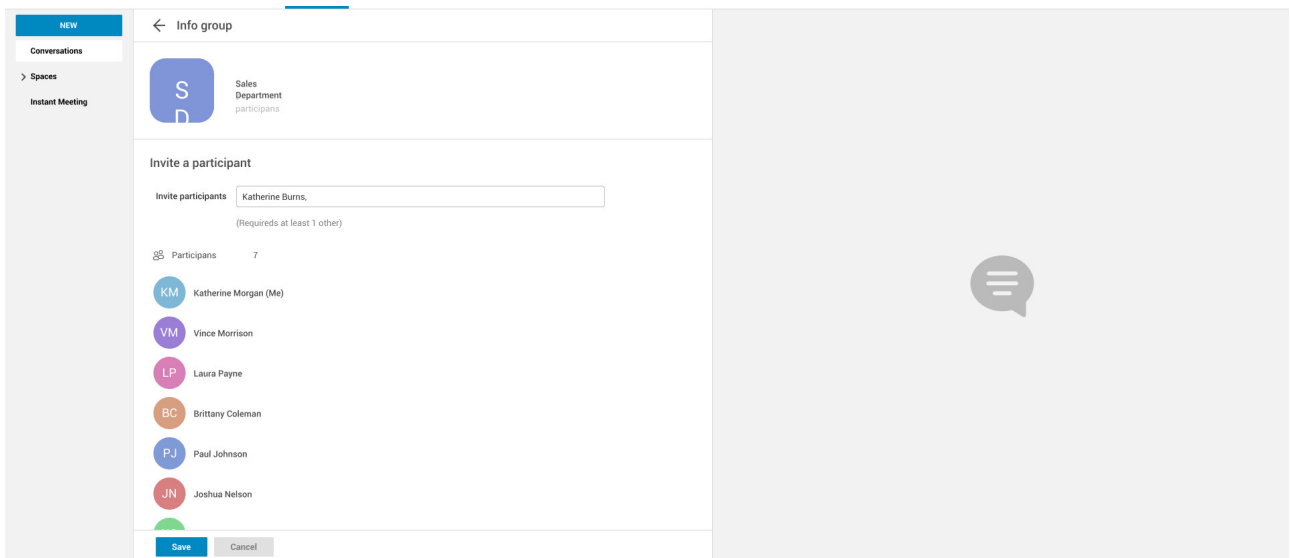 NEW
Conversations
Spaces
Instant Meeting
Info group
S
D
Sales
Department
participans
Invite a participant
Invite participants
Katherine Burns,
(Requireds at least 1 other)
Participans 7
KM Katherine Morgan (Me)
VM Vince Morrison
LP Laura Payne
BC Brittany Coleman
PJ Paul Johnson
JN Joshua Nelson
Save
Cancel